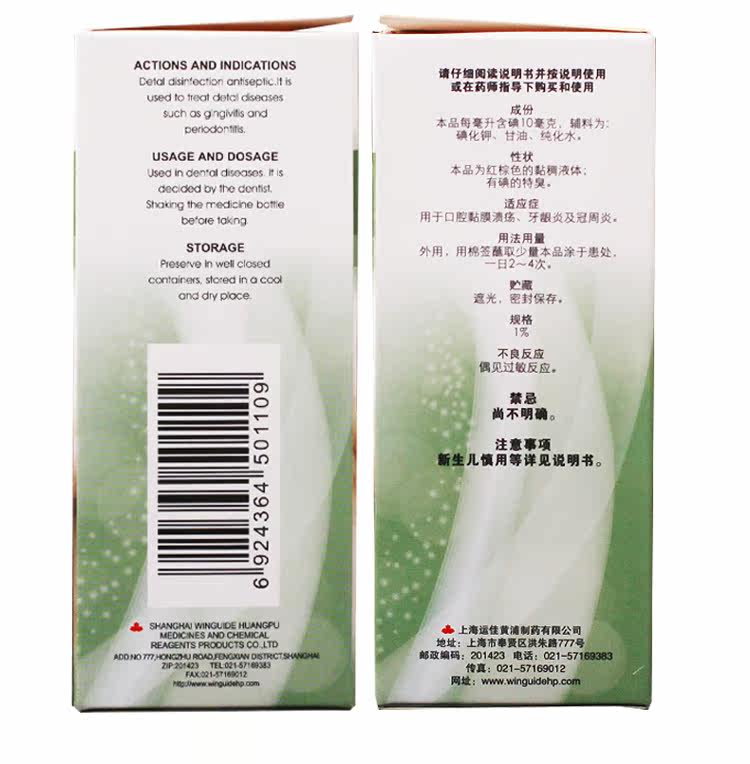 ACTIONS AND INDICATIONS
Detal disinfection antiseptic.It is
used to treat detal diseases
such as gingivitis and
periodontitis.
USAGE AND DOSAGE
Used in dental diseases. It is
decided by the dentist.
Shaking the medicine bottle
before taking.
STORAGE
Preserve in well closed
containers, stored in a cool
and dry place.
6 924364 501109
SHANGHAI WINGUIDE HUANGPU
MEDICINES AND CHEMICAL
REAGENTS PRODUCTS CO.,LTD
ADD:NO.777,HONGZHU ROAD,FENGXIAN DISTRICT,SHANGHAI
ZIP:201423 TEL:021-57169383
FAX:021-57169012
http://www.winguidehp.com
请仔细阅读说明书并按说明使用
或在药师指导下购买和使用
成份
本品每毫升含碘10毫克,辅料为:
碘化钾、甘油、纯化水。
性状
本品为红棕色的黏稠液体;
有碘的特臭。
适应症
用于口腔黏膜溃疡、牙龈炎及冠周炎。
用法用量
外用,用棉签蘸取少量本品涂于患处,
一日2~4次。
贮藏
遮光,密封保存。
规格
1%
不良反应
偶见过敏反应。
禁忌
尚不明确。
注意事项
新生儿慎用等详见说明书。
上海运佳黄浦制药有限公司
地址:上海市奉贤区洪朱路777号
邮政编码:201423 电话:021-57169383
传真:021-57169012
网址:www.winguidehp.com